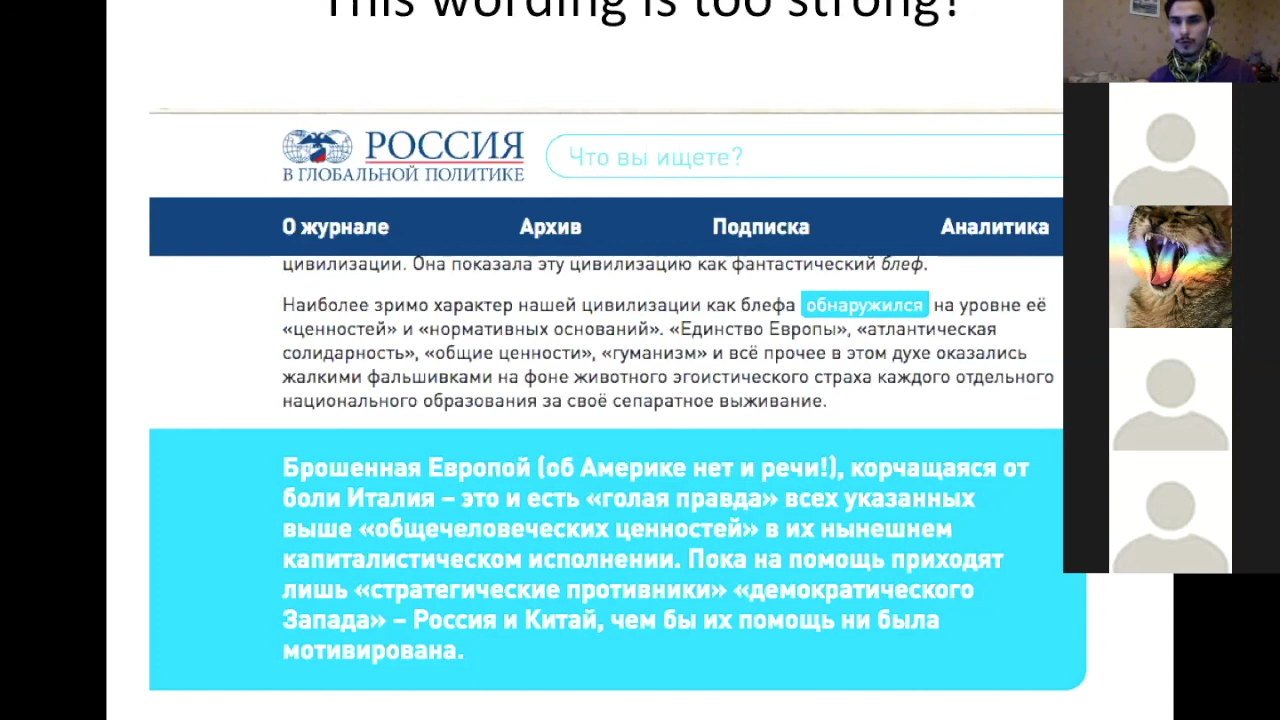 This wording is too strong?
РОССИЯ
В ГЛОБАЛЬНОЙ ПОЛИТИКЕ
Что вы ищете?
О журнале Архив Подписка Аналитика
цивилизации. Она показала эту цивилизацию как фантастический блеф.
Наиболее зримо характер нашей цивилизации как блефа обнаружился на уровне её
«ценностей» и «нормативных оснований». «Единство Европы», «атлантическая
солидарность», «общие ценности», «гуманизм» и всё прочее в этом духе оказались
жалкими фальшивками на фоне животного эгоистического страха каждого отдельного
национального образования за своё сепаратное выживание.
Брошенная Европой (об Америке нет и речи!), корчащаяся от
боли Италия – это и есть «голая правда» всех указанных
выше «общечеловеческих ценностей» в их нынешнем
капиталистическом исполнении. Пока на помощь приходят
лишь «стратегические противники» «демократического
Запада» – Россия и Китай, чем бы их помощь ни была
мотивирована.